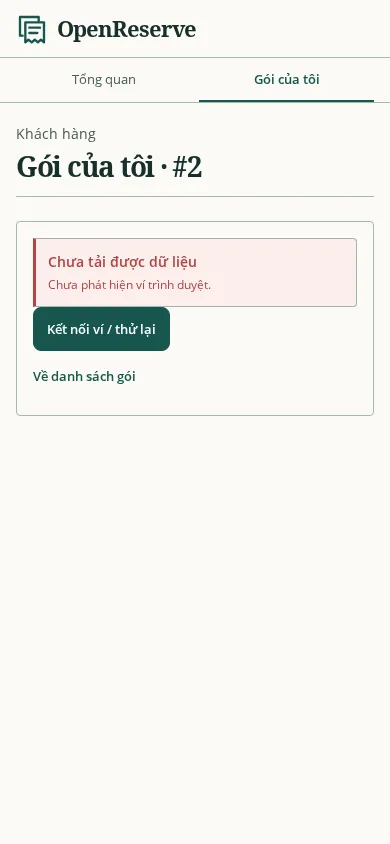 OpenReserve
Tổng quan
Gói của tôi
Khách hàng
Gói của tôi · #2
Chưa tải được dữ liệu
Chưa phát hiện ví trình duyệt.
Kết nối ví / thử lại
Về danh sách gói